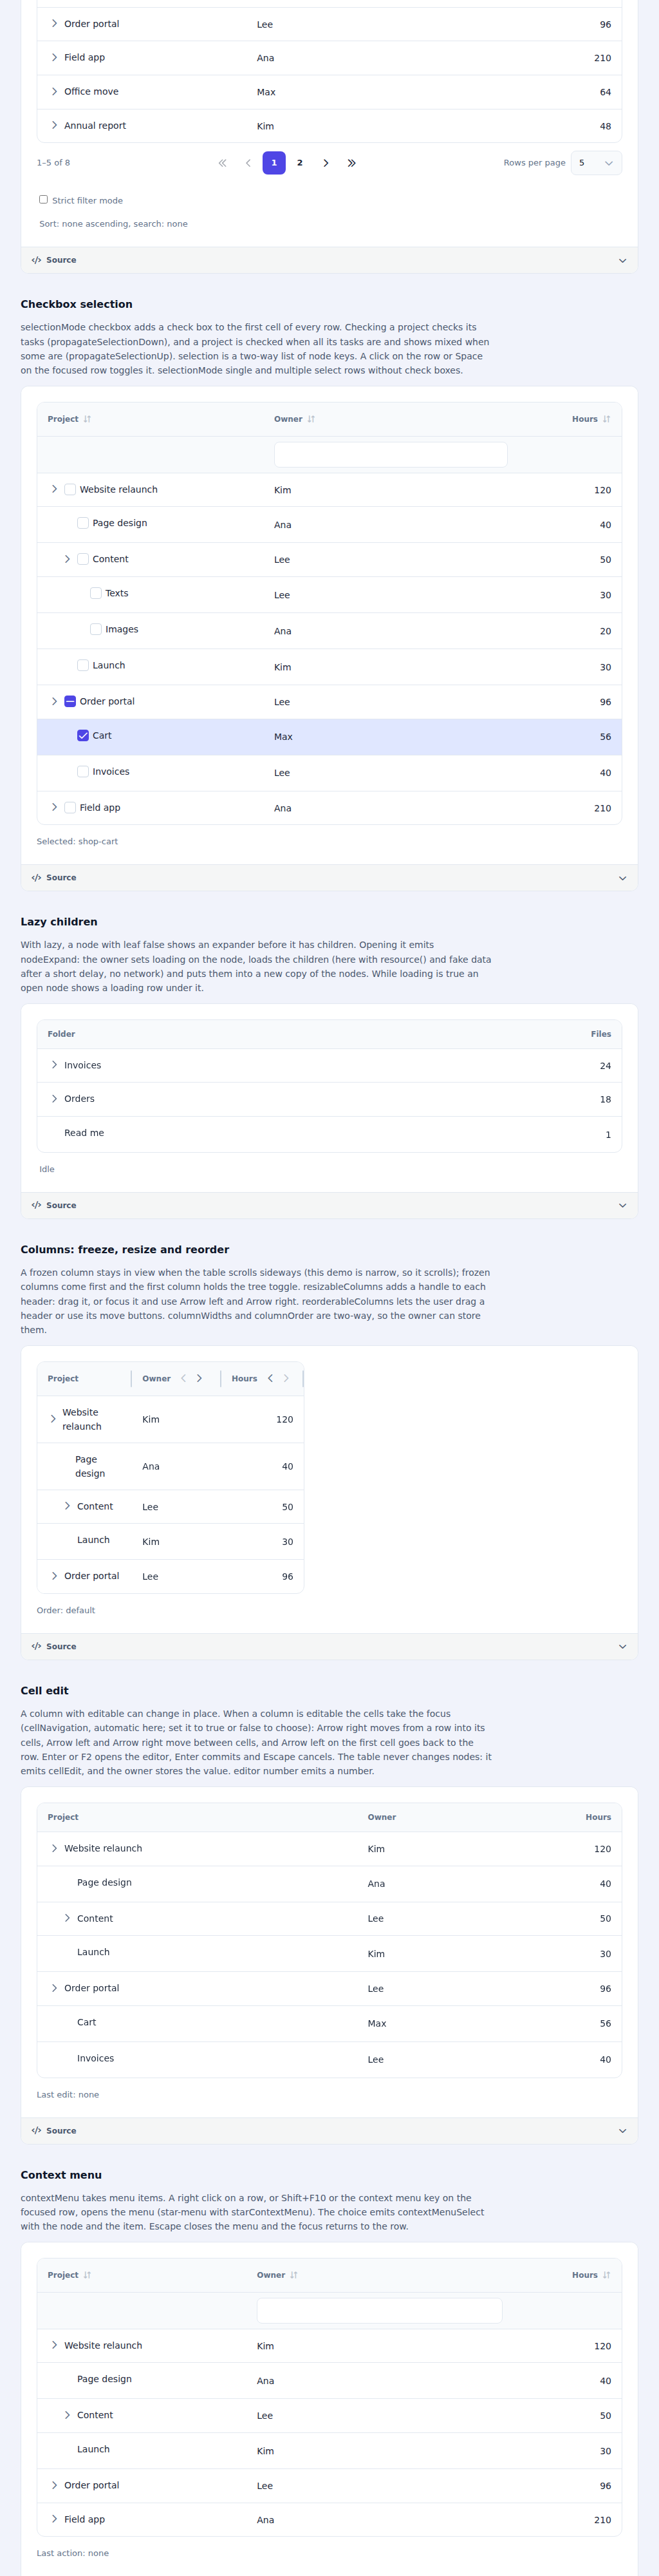 Order portal Lee 96
Field app Ana 210
Office move Max 64
Annual report Kim 48
1–5 of 8 1 2 Rows per page 5
Strict filter mode
Sort: none ascending, search: none
Source
Checkbox selection
selectionMode checkbox adds a check box to the first cell of every row. Checking a project checks its
tasks (propagateSelectionDown), and a project is checked when all its tasks are and shows mixed when
some are (propagateSelectionUp). selection is a two-way list of node keys. A click on the row or Space
on the focused row toggles it. selectionMode single and multiple select rows without check boxes.
Project Owner Hours
Website relaunch Kim 120
Page design Ana 40
Content Lee 50
Texts Lee 30
Images Ana 20
Launch Kim 30
Order portal Lee 96
Cart Max 56
Invoices Lee 40
Field app Ana 210
Selected: shop-cart
Source
Lazy children
With lazy, a node with leaf false shows an expander before it has children. Opening it emits
nodeExpand: the owner sets loading on the node, loads the children (here with resource() and fake data
after a short delay, no network) and puts them into a new copy of the nodes. While loading is true an
open node shows a loading row under it.
Folder Files
Invoices 24
Orders 18
Read me 1
Idle
Source
Columns: freeze, resize and reorder
A frozen column stays in view when the table scrolls sideways (this demo is narrow, so it scrolls); frozen
columns come first and the first column holds the tree toggle. resizableColumns adds a handle to each
header: drag it, or focus it and use Arrow left and Arrow right. reorderableColumns lets the user drag a
header or use its move buttons. columnWidths and columnOrder are two-way, so the owner can store
them.
Project Owner Hours
Website
relaunch Kim 120
Page
design Ana 40
Content Lee 50
Launch Kim 30
Order portal Lee 96
Order: default
Source
Cell edit
A column with editable can change in place. When a column is editable the cells take the focus
(cellNavigation, automatic here; set it to true or false to choose): Arrow right moves from a row into its
cells, Arrow left and Arrow right move between cells, and Arrow left on the first cell goes back to the
row. Enter or F2 opens the editor, Enter commits and Escape cancels. The table never changes nodes: it
emits cellEdit, and the owner stores the value. editor number emits a number.
Project Owner Hours
Website relaunch Kim 120
Page design Ana 40
Content Lee 50
Launch Kim 30
Order portal Lee 96
Cart Max 56
Invoices Lee 40
Last edit: none
Source
Context menu
contextMenu takes menu items. A right click on a row, or Shift+F10 or the context menu key on the
focused row, opens the menu (star-menu with starContextMenu). The choice emits contextMenuSelect
with the node and the item. Escape closes the menu and the focus returns to the row.
Project Owner Hours
Website relaunch Kim 120
Page design Ana 40
Content Lee 50
Launch Kim 30
Order portal Lee 96
Field app Ana 210
Last action: none